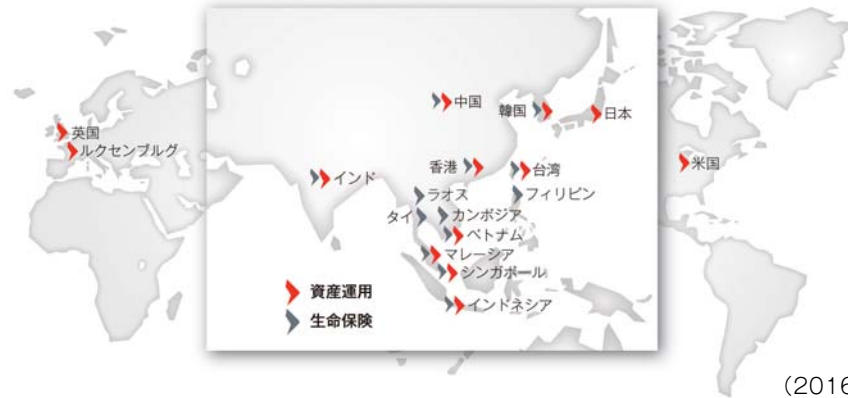 中国
韓国
日本
英国
ルクセンブルグ
インド
香港
台湾
米国
ラオス
フィリピン
タイ
カンボジア
ベトナム
マレーシア
シンガポール
インドネシア
資産運用
生命保険
(2016